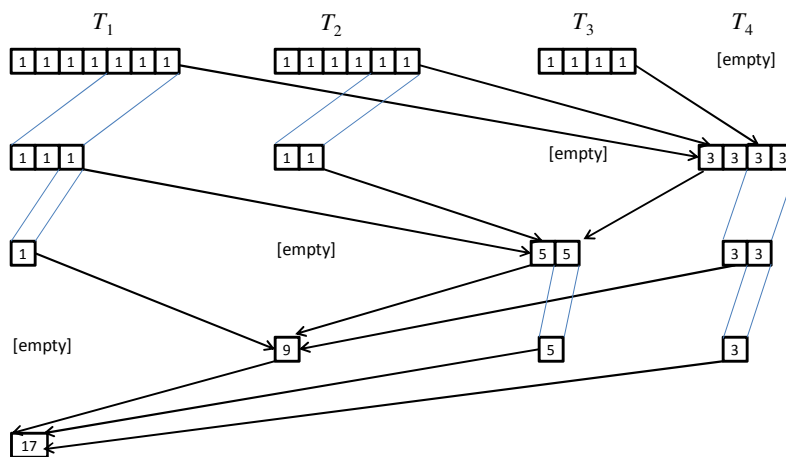 T1 T2 T3 T4
1 1 1 1 1 1 1 1 1 1 1 1 1 1 1 1 1 [empty]
1 1 1 1 1 [empty] 3 3 3 3
1 [empty] 5 5 3 3
[empty] 9 5 3
17